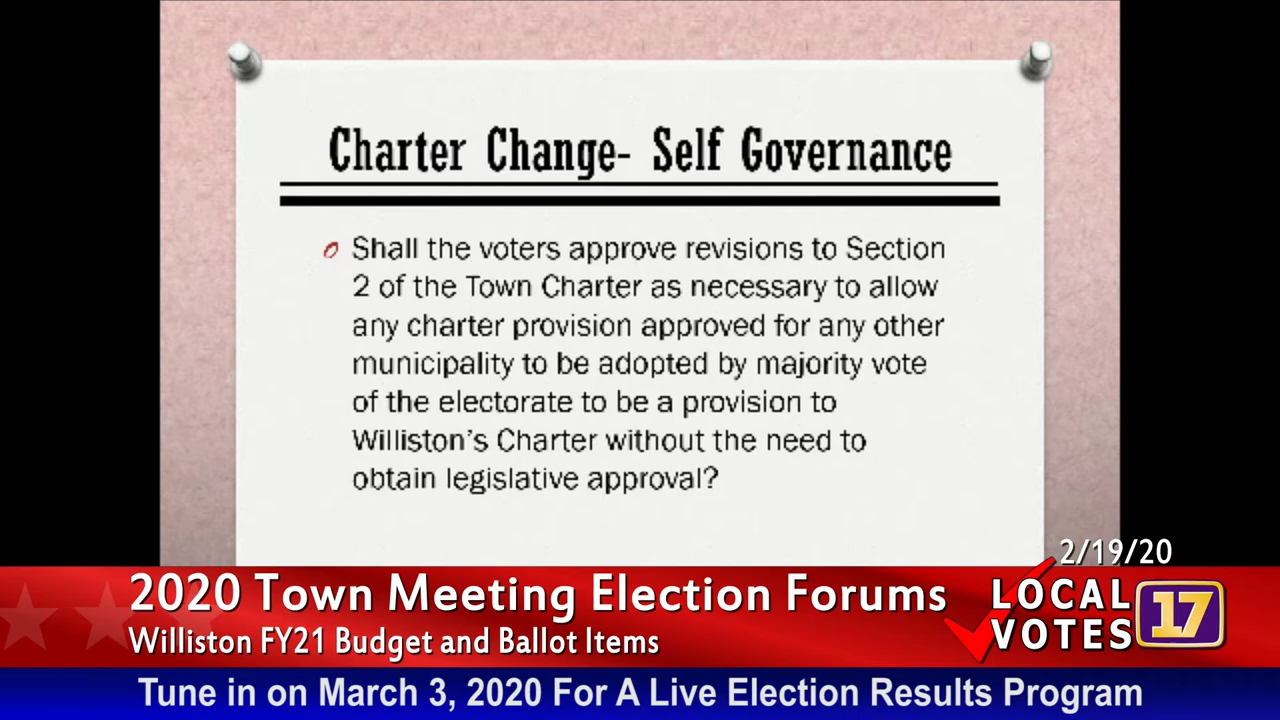 Charter Change- Self Governance
Shall the voters approve revisions to Section
2 of the Town Charter as necessary to allow
any charter provision approved for any other
municipality to be adopted by majority vote
of the electorate to be a provision to
Williston's Charter without the need to
obtain legislative approval?
2/19/20
2020 Town Meeting Election Forums
Williston FY21 Budget and Ballot Items
LOCAL
VOTES
17
Tune in on March 3, 2020 For A Live Election Results Program